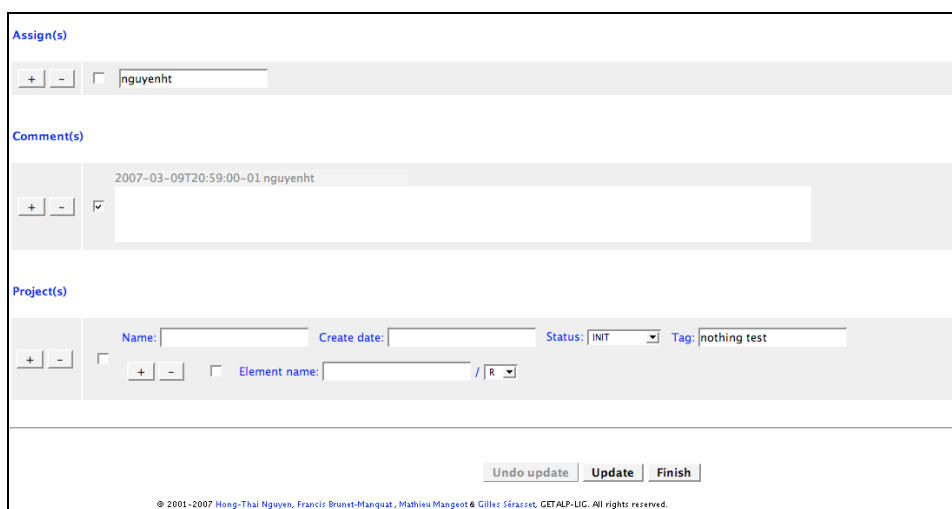 Assign(s)
+ - nguyenht
Comment(s)
2007-03-09T20:59:00-01 nguyenht
+ -
Project(s)
Name: Create date: Status: INIT Tag: nothing test
+ -
+ - Element name: / R
Undo update Update Finish
© 2001-2007 Hong-Thai Nguyen, Francis Brunet-Manquat, Mathieu Mangeot & Gilles Sérasset, GETALP-LIG. All rights reserved.